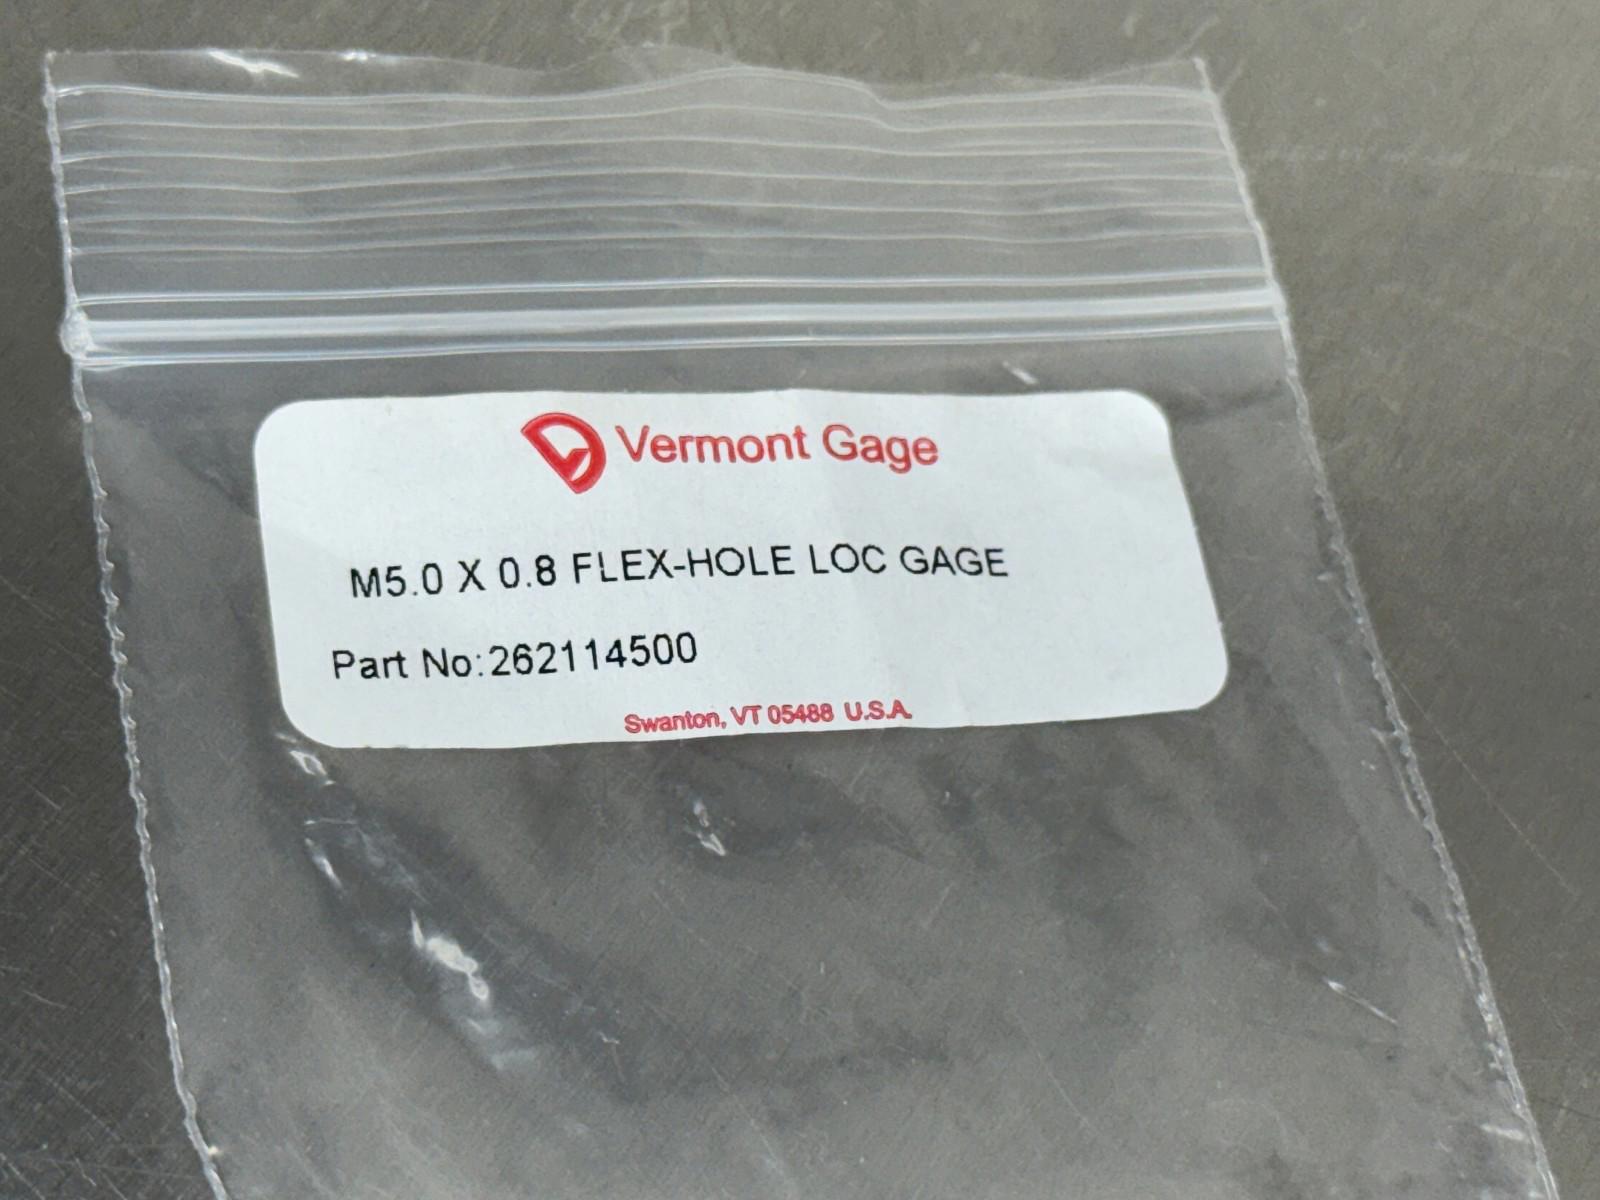 Vermont Gage
M5.0 X 0.8 FLEX-HOLE LOC GAGE
Part No:262114500
Swanton, VT 05488 U.S.A.